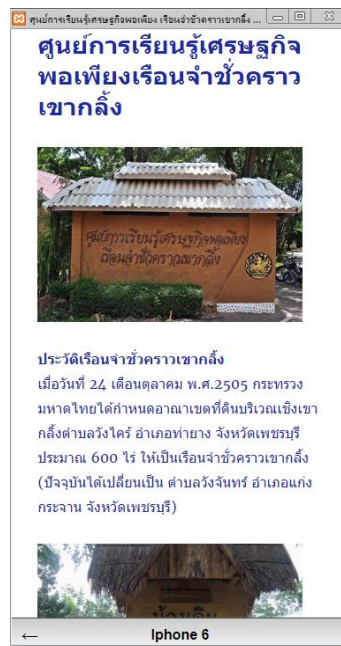 ศูนย์การเรียนรู้เศรษฐกิจพอเพียง เรือนจำชั่วคราวเขากลิ้ง ...
ศูนย์การเรียนรู้เศรษฐกิจ
พอเพียงเรือนจำชั่วคราว
เขากลิ้ง
ศูนย์การเรียนรู้เศรษฐกิจพอเพียง
เรือนจำชั่วคราวเขากลิ้ง
ประวัติเรือนจำชั่วคราวเขากลิ้ง
เมื่อวันที่ 24 เดือนตุลาคม พ.ศ.2505 กระทรวง
มหาดไทยได้กำหนดอาณาเขตที่ดินบริเวณเชิงเขา
กลิ้งตำบลวังไคร้ อำเภอท่ายาง จังหวัดเพชรบุรี
ประมาณ 600 ไร่ ให้เป็นเรือนจำชั่วคราวเขากลิ้ง
(ปัจจุบันได้เปลี่ยนเป็น ตำบลวังจันทร์ อำเภอแก่ง
กระจาน จังหวัดเพชรบุรี)
บ้านดิน
← Iphone 6